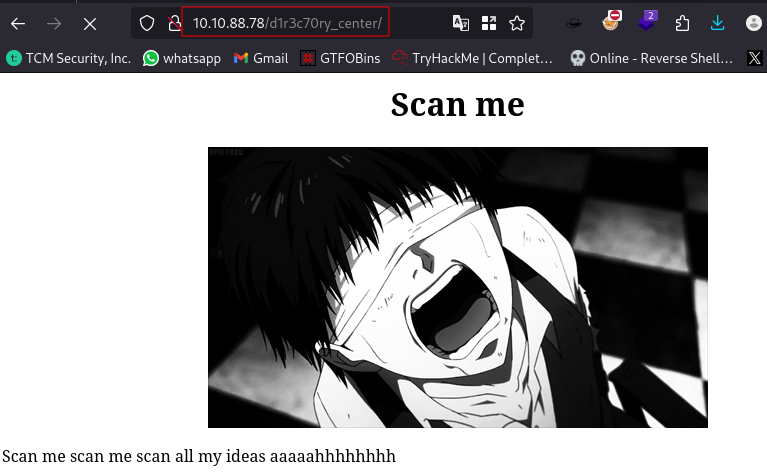 10.10.88.78/d1r3c70ry_center/
2
TCM Security, Inc. whatsapp Gmail GTFOBins TryHackMe | Complet… Online - Reverse Shell…
Scan me
Scan me scan me scan all my ideas aaaaahhhhhhhh